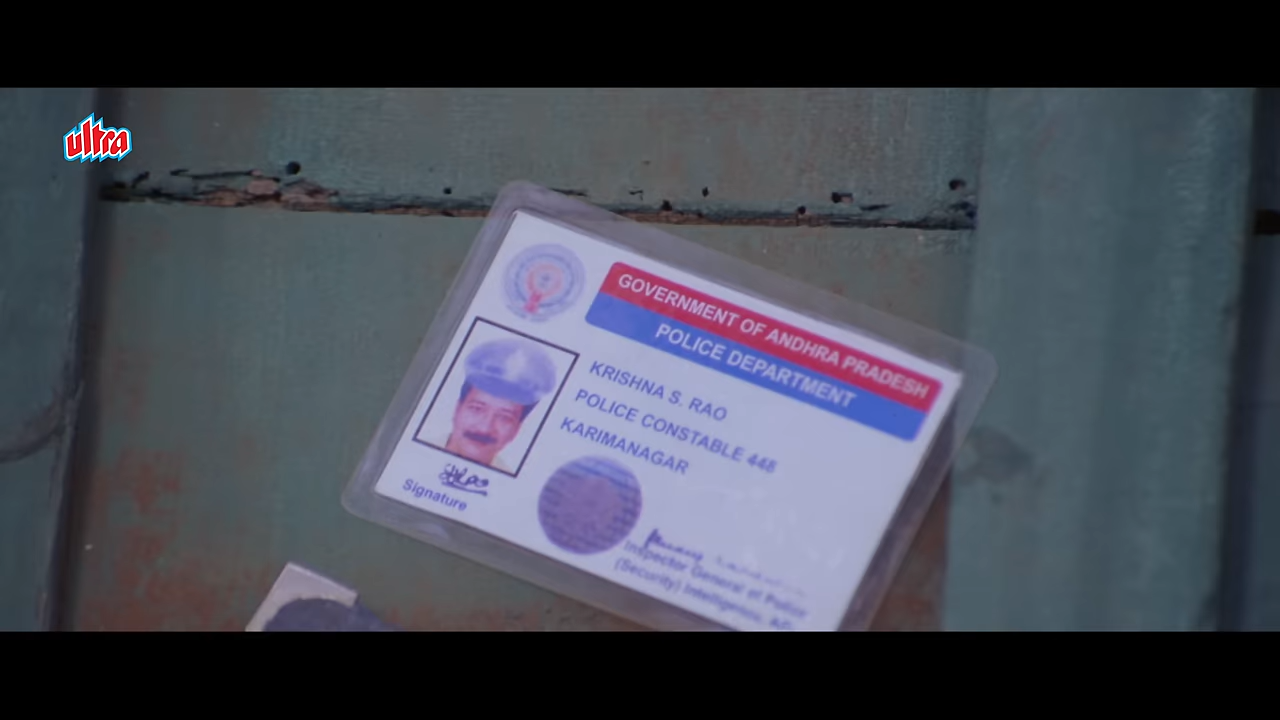 ultra
GOVERNMENT OF ANDHRA PRADESH
POLICE DEPARTMENT
KRISHNA S. RAO
POLICE CONSTABLE 448
KARIMANAGAR
Signature
Inspector General of Police
(Security) Intelligence,